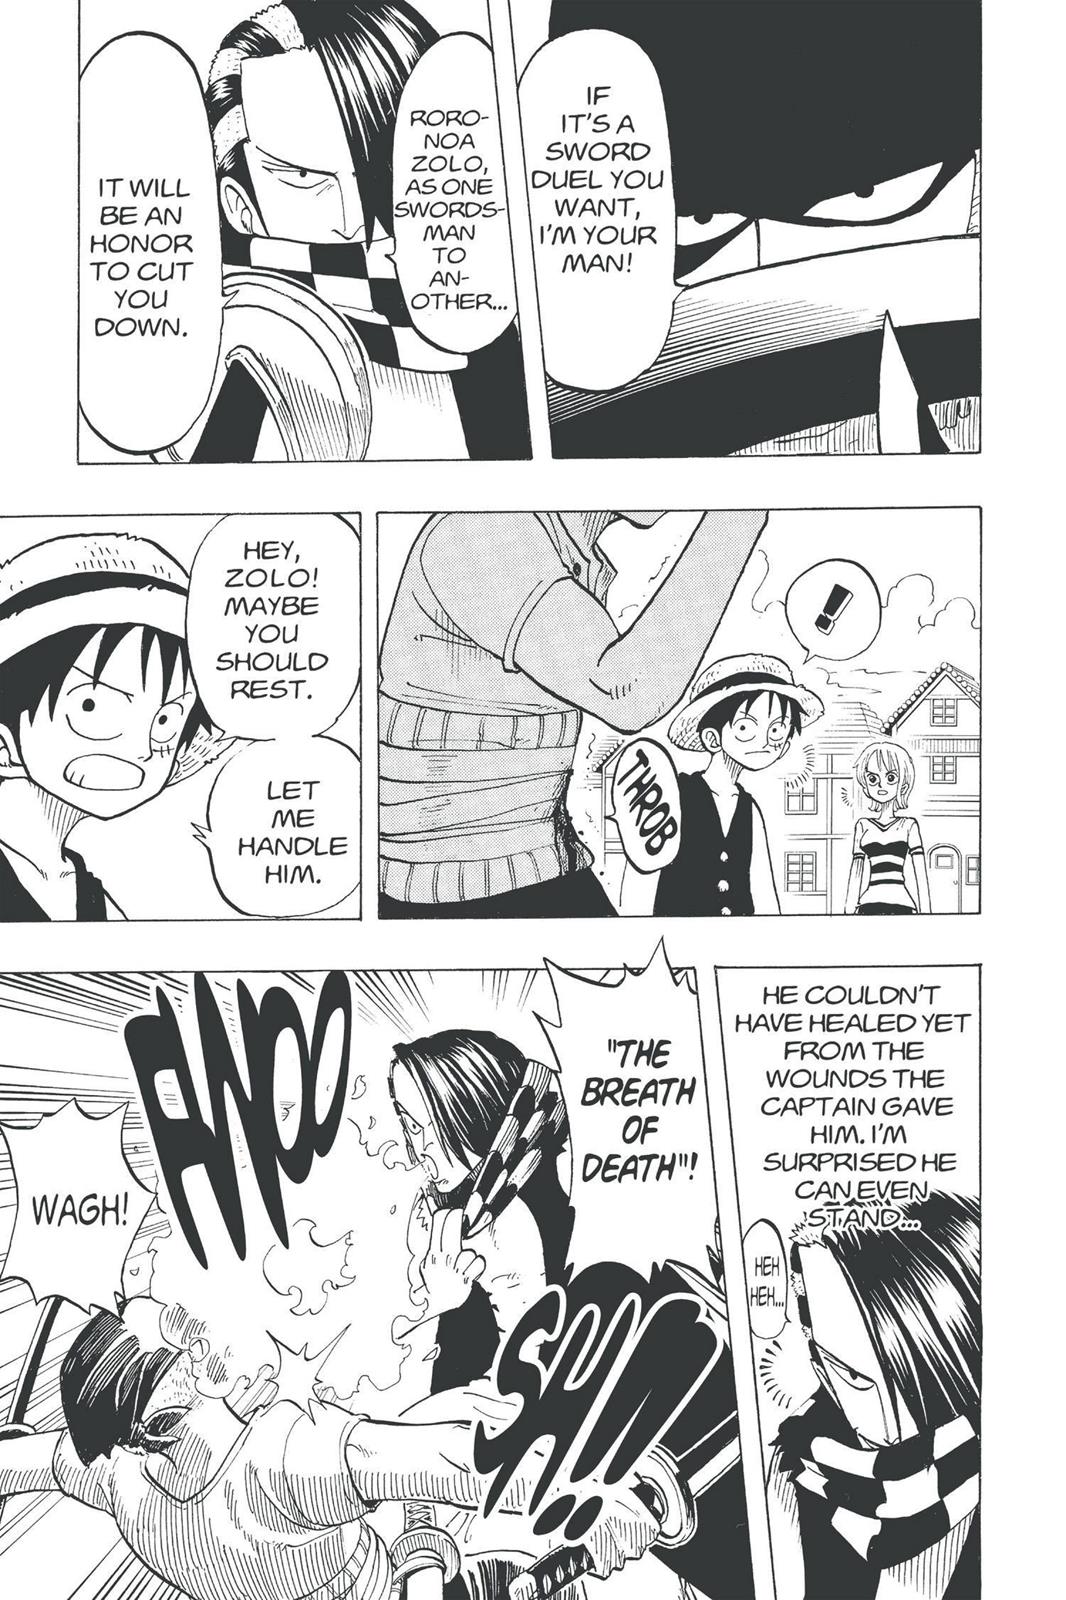 IF
IT'S A
SWORD
DUEL YOU
WANT,
I'M YOUR
MAN!
RORO-
NOA
ZOLO,
AS ONE
SWORDS-
MAN
TO
AN-
OTHER...
IT WILL
BE AN
HONOR
TO CUT
YOU
DOWN.
!
THROB
HEY,
ZOLO!
MAYBE
YOU
SHOULD
REST.
LET
ME
HANDLE
HIM.
HE COULDN'T
HAVE HEALED YET
FROM THE
WOUNDS THE
CAPTAIN GAVE
HIM. I'M
SURPRISED HE
CAN EVEN
STAND...
HEH
HEH...
"THE
BREATH
OF
DEATH"!
FWOO
SHIN!!
WAGH!